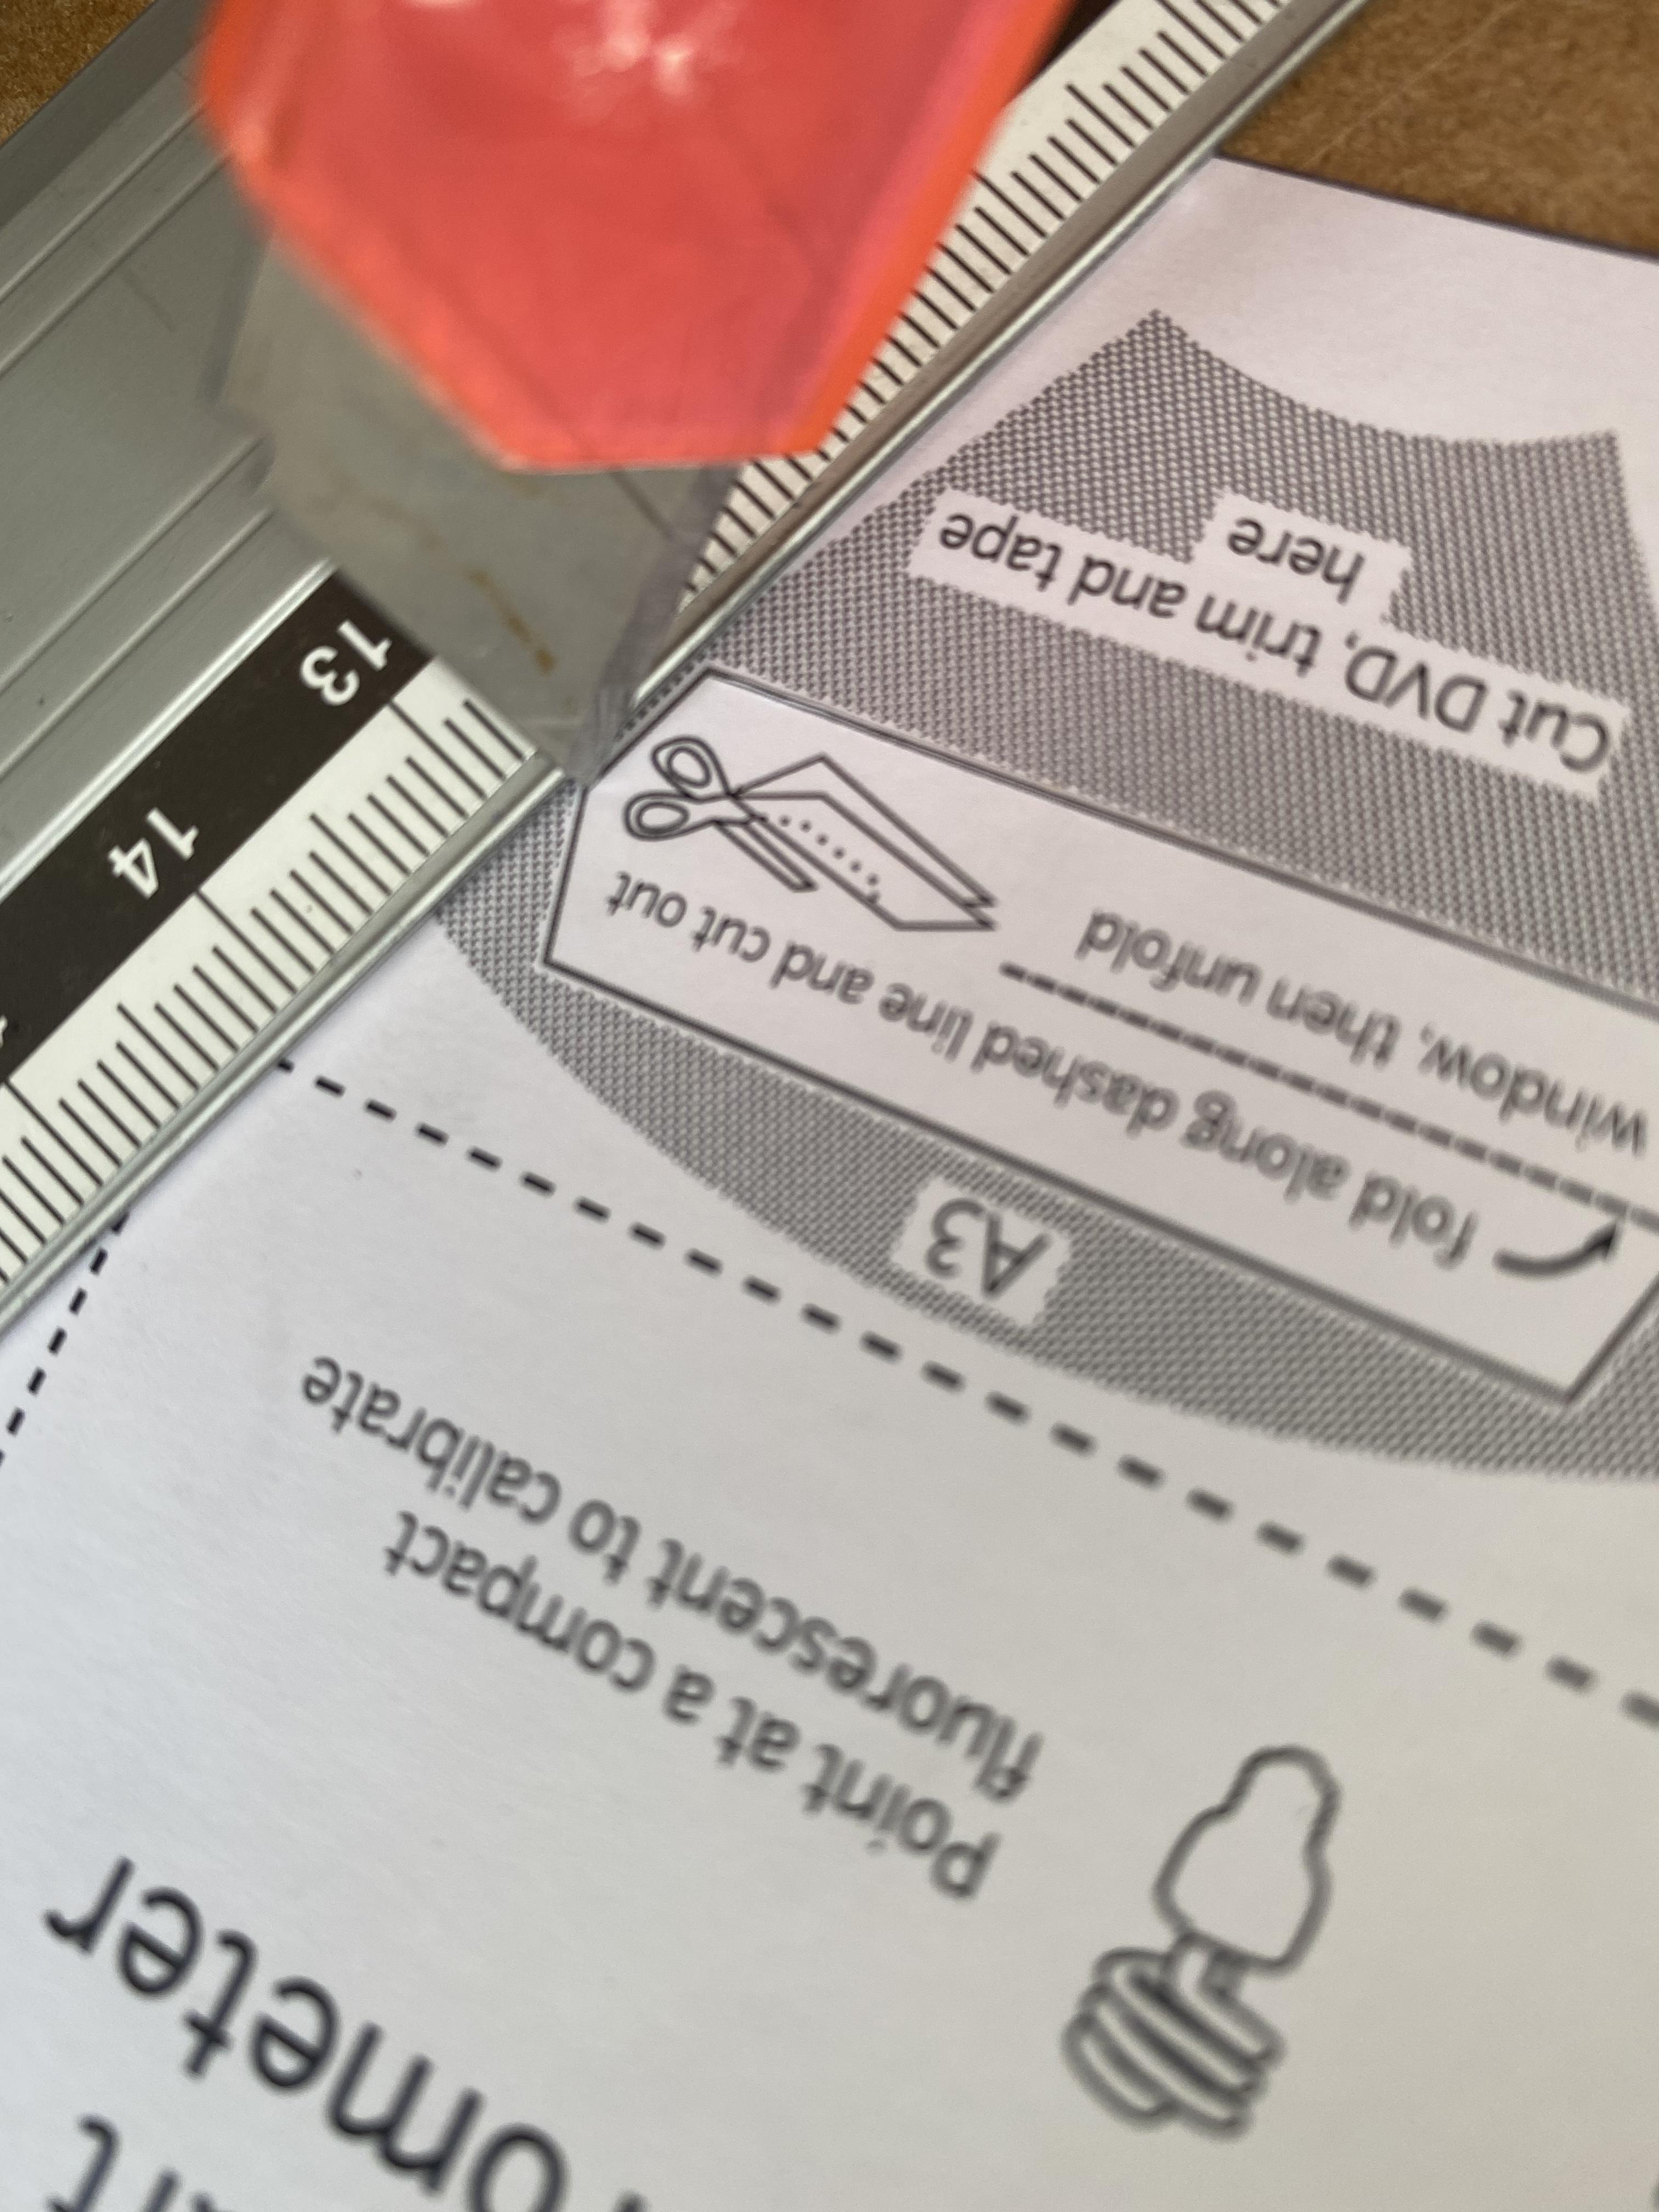 ometer
Point at a compact
fluorescent to calibrate
A3
fold along dashed line and cut out
window, then unfold
Cut DVD, trim and tape
here
13
14